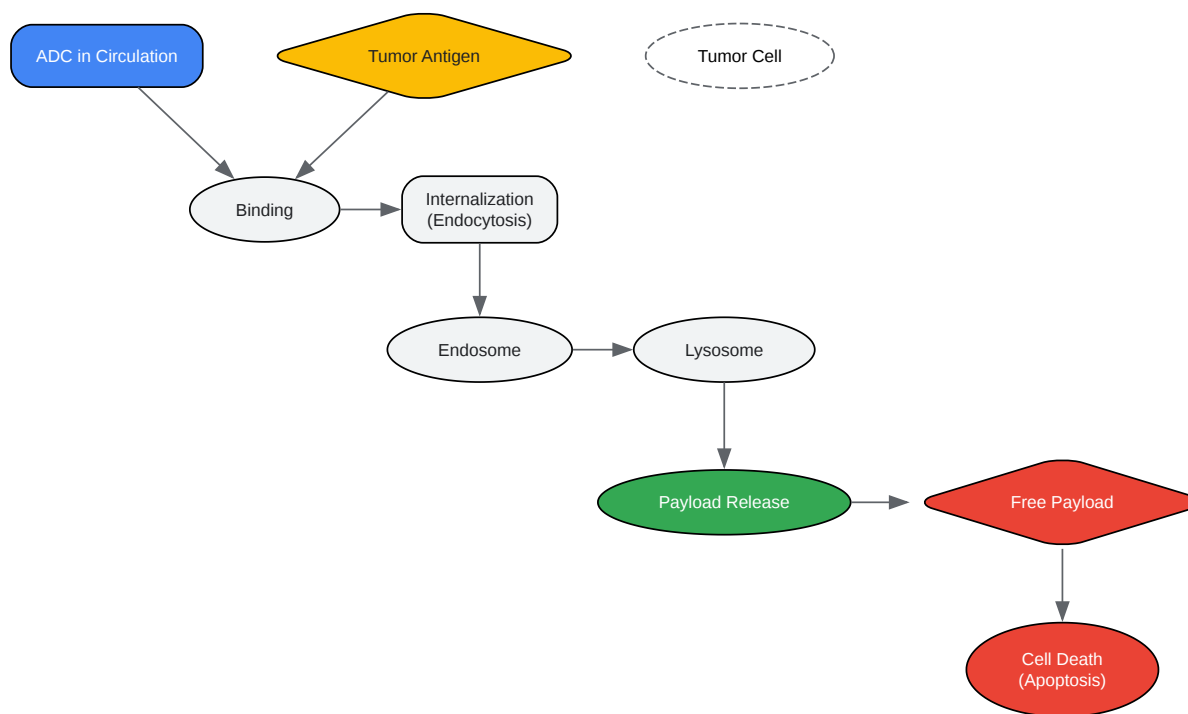 ADC in Circulation
Tumor Antigen
Tumor Cell
Binding
Internalization
(Endocytosis)
Endosome
Lysosome
Payload Release
Free Payload
Cell Death
(Apoptosis)